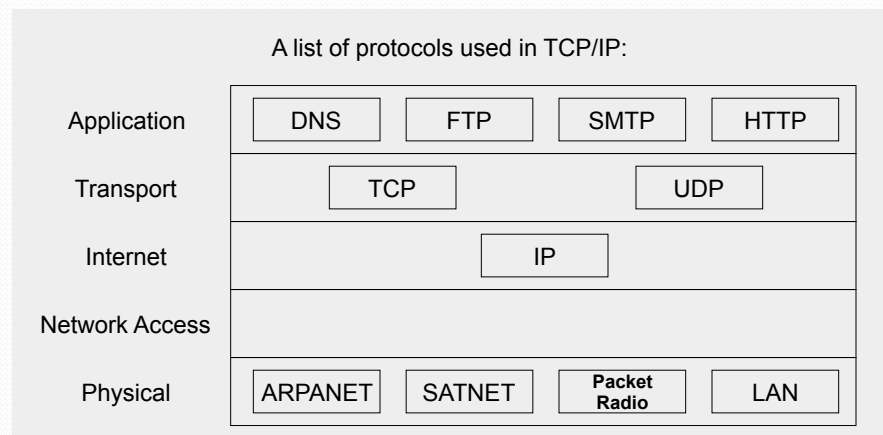 A list of protocols used in TCP/IP:
Application DNS FTP SMTP HTTP
Transport TCP UDP
Internet IP
Network Access
Physical ARPANET SATNET Packet Radio LAN